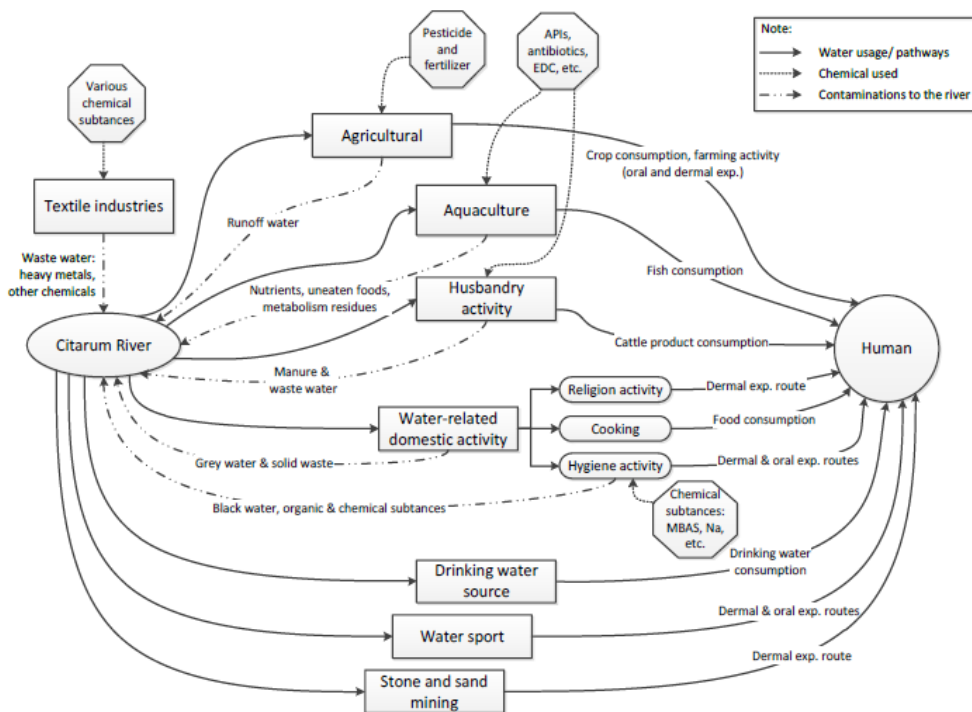 Note:
Water usage/ pathways
Chemical used
Contaminations to the river
Pesticide
and
fertilizer
APIs,
antibiotics,
EDC, etc.
Various
chemical
subtances
Agricultural
Crop consumption, farming activity
(oral and dermal exp.)
Textile industries
Runoff water
Aquaculture
Waste water:
heavy metals,
other chemicals
Fish consumption
Nutrients, uneaten foods,
metabolism residues
Husbandry
activity
Citarum River
Cattle product consumption
Human
Manure &
waste water
Religion activity
Dermal exp. route
Water-related
domestic activity
Cooking
Food consumption
Grey water & solid waste
Hygiene activity
Dermal & oral exp. routes
Black water, organic & chemical subtances
Chemical
subtances:
MBAS, Na,
etc.
Drinking water
source
Drinking water
consumption
Water sport
Dermal & oral exp. routes
Stone and sand
mining
Dermal exp. route